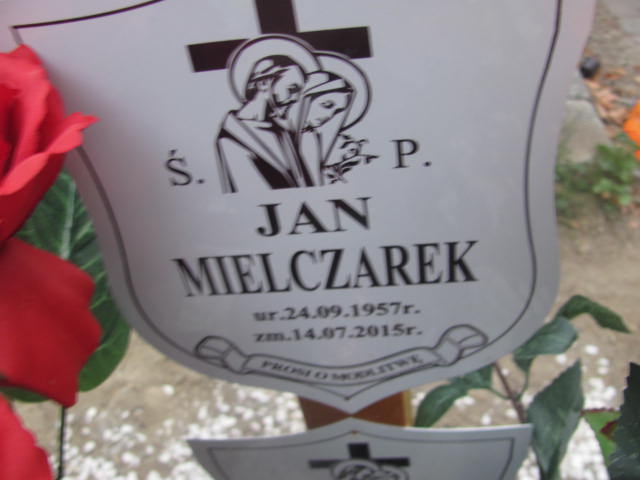 Ś. P.
JAN
MIELCZAREK
ur.24.09.1957r.
zm.14.07.2015r.
PROSI O MODLITWĘ